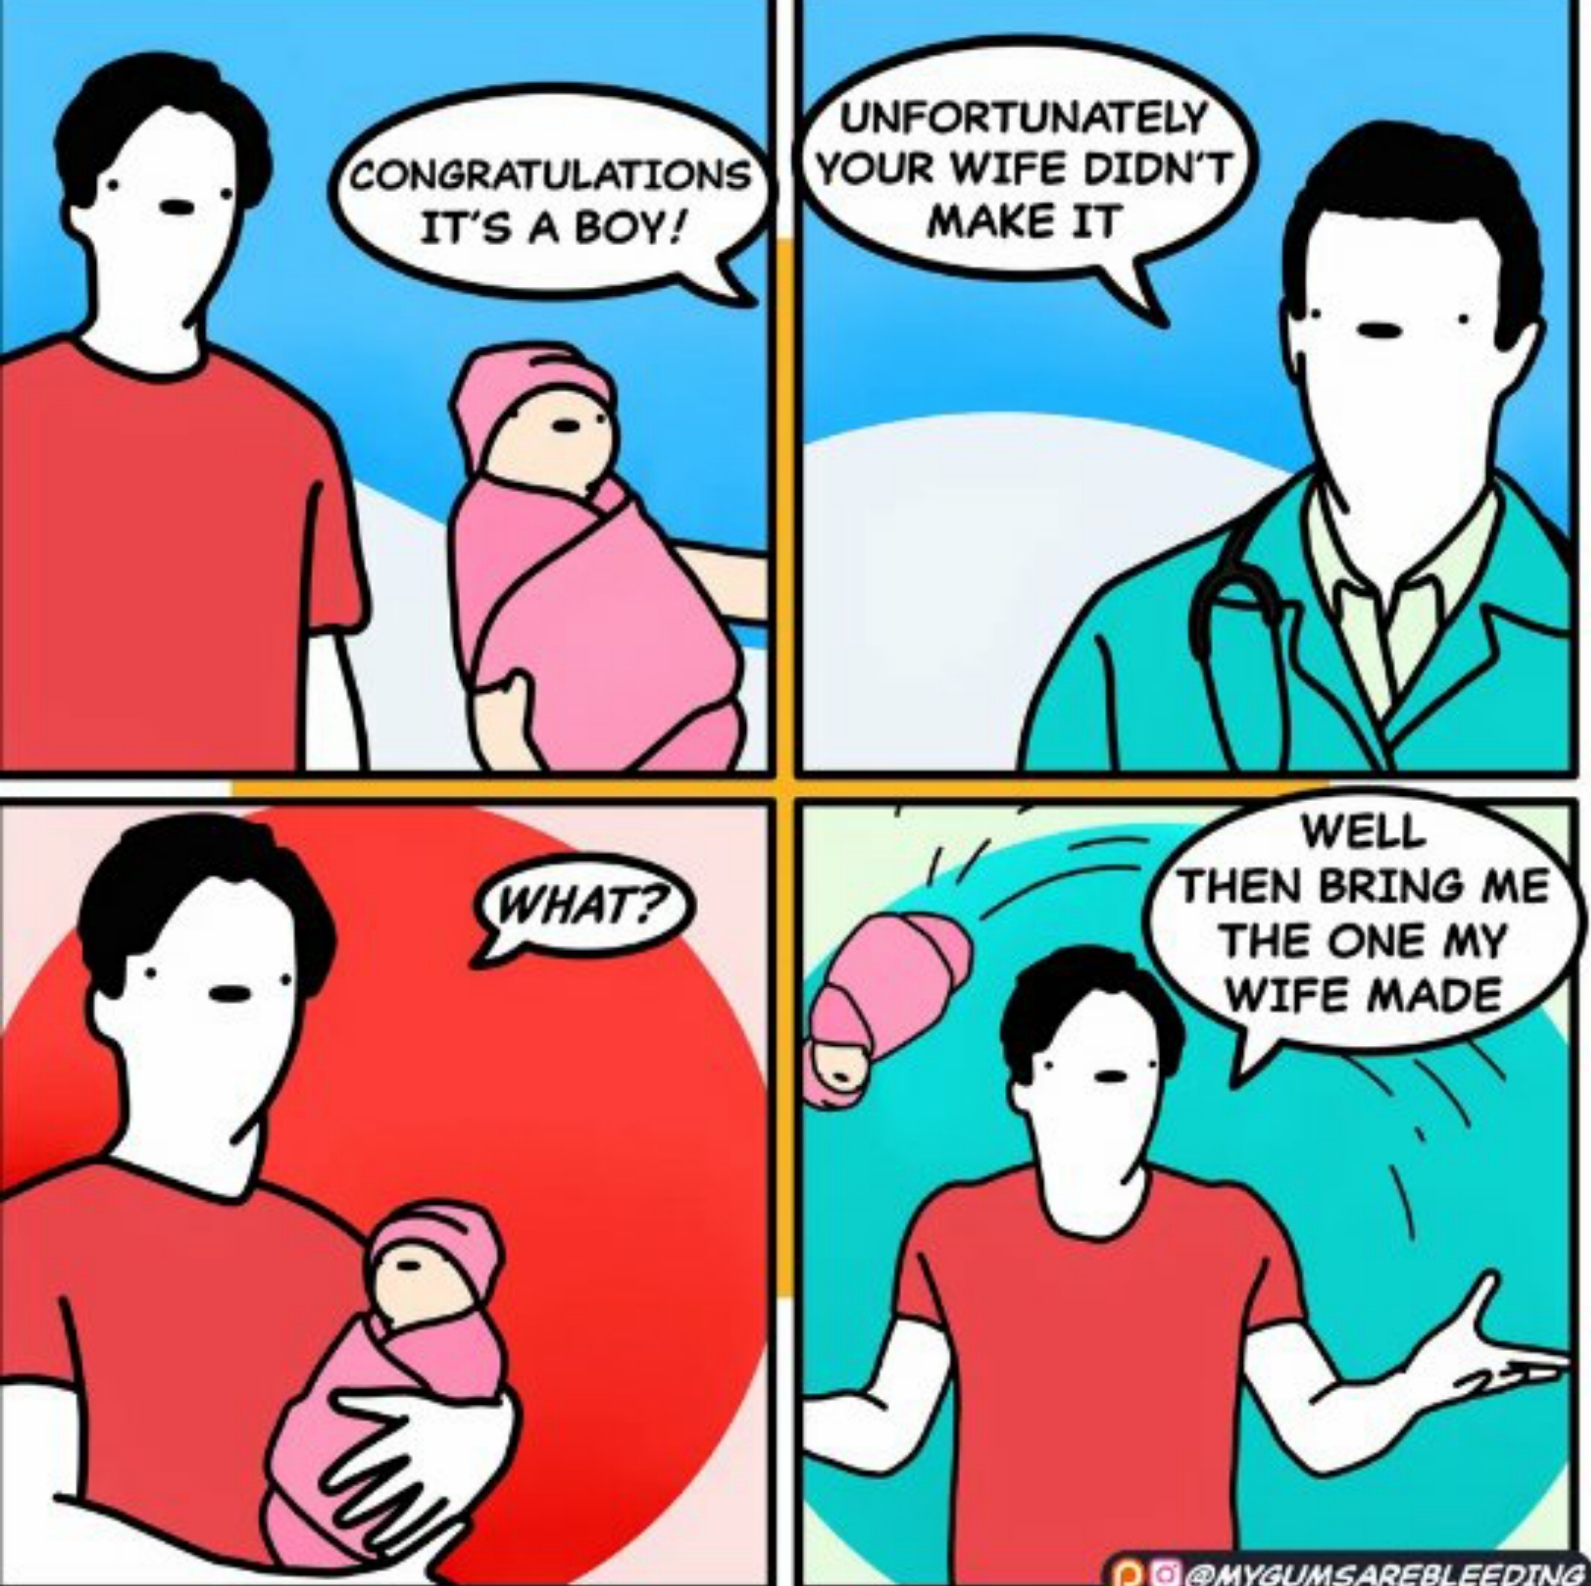 CONGRATULATIONS
IT'S A BOY!
UNFORTUNATELY
YOUR WIFE DIDN'T
MAKE IT
WHAT?
WELL
THEN BRING ME
THE ONE MY
WIFE MADE
@MYGUMSAREBLEEDING